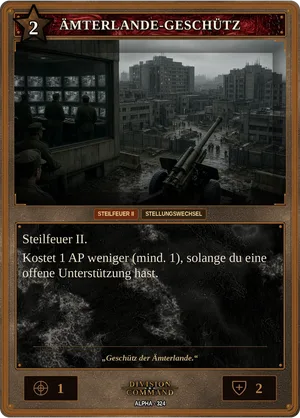 2
ÄMTERLANDE-GESCHÜTZ
STEILFEUER II
STELLUNGSWECHSEL
Steilfeuer II.
Kostet 1 AP weniger (mind. 1), solange du eine
offene Unterstützung hast.
„Geschütz der Ämterlande.“
1
DIVISION
COMMAND
ALPHA · 324
2